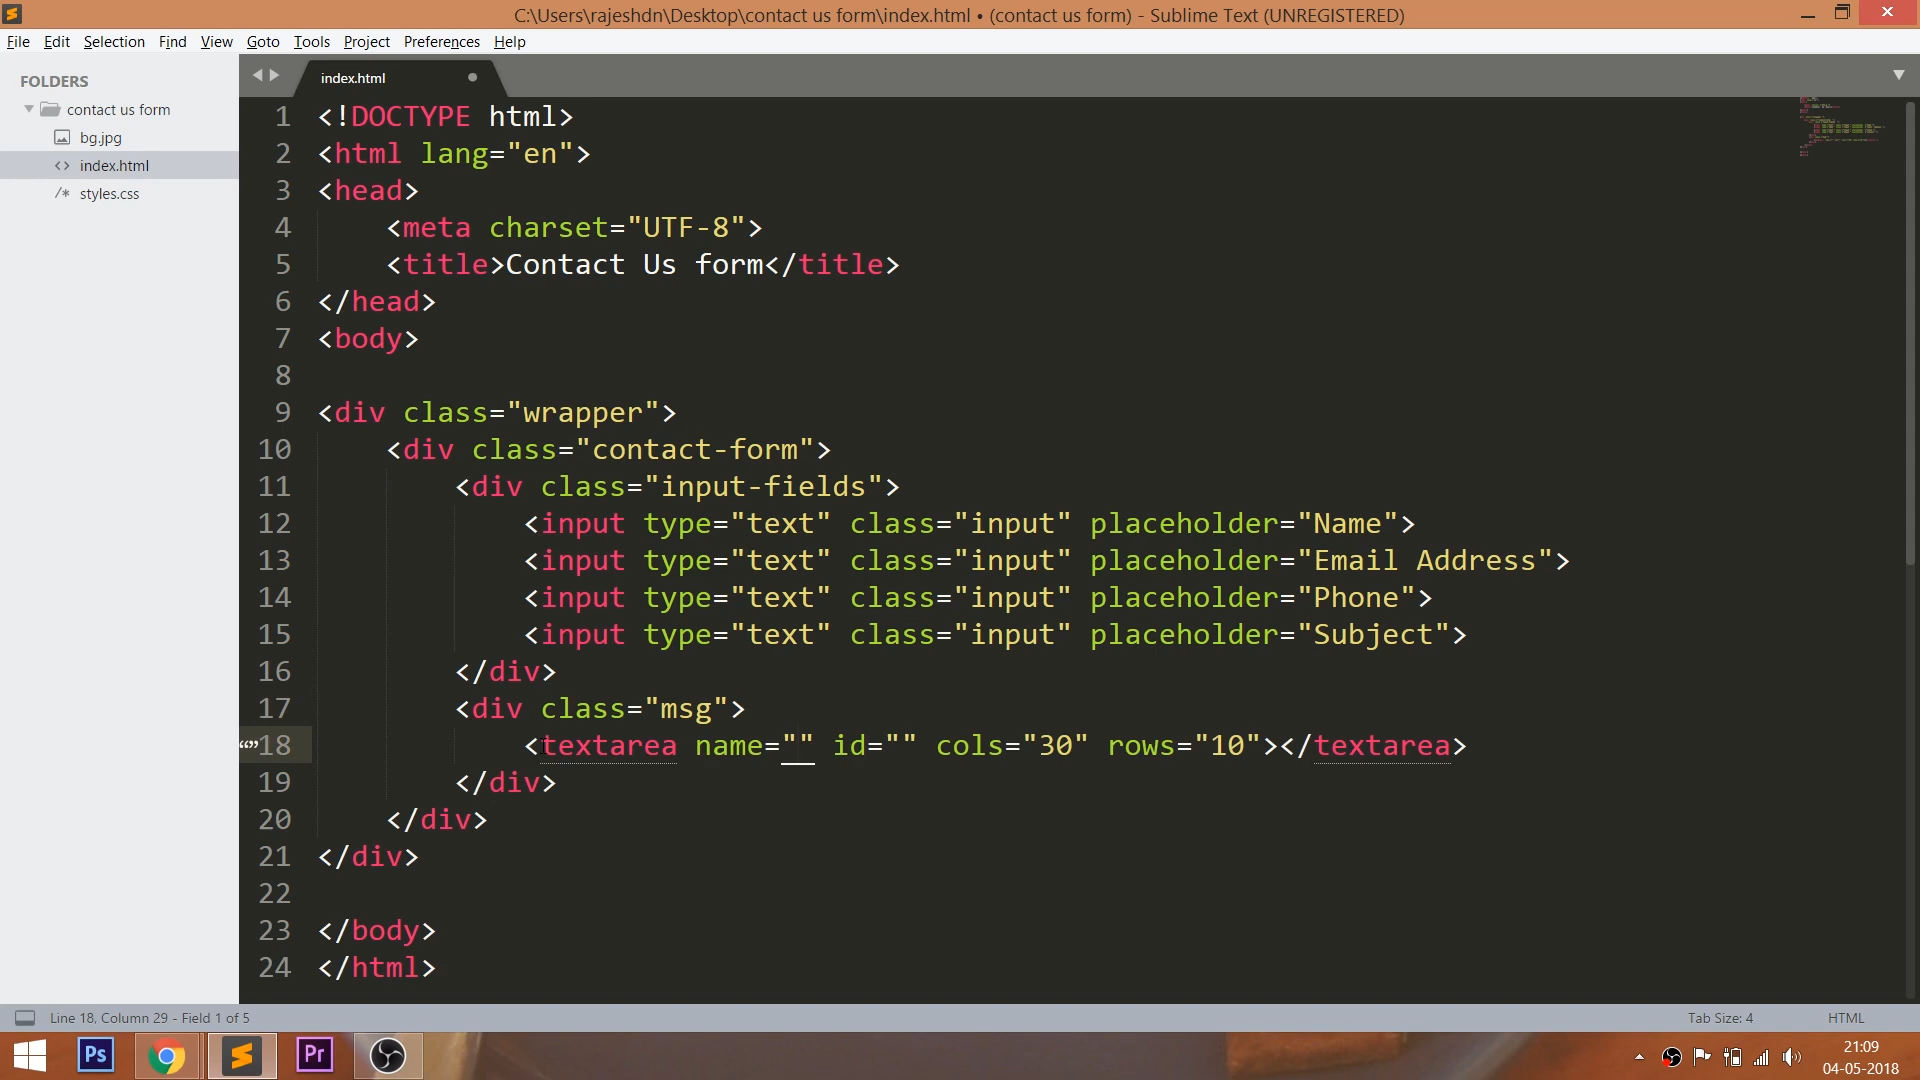 C:\Users\rajeshdn\Desktop\contact us form\index.html • (contact us form) - Sublime Text (UNREGISTERED)
File Edit Selection Find View Goto Tools Project Preferences Help
FOLDERS
contact us form
bg.jpg
<> index.html
/* styles.css
index.html
1 <!DOCTYPE html>
2 <html lang="en">
3 <head>
4 <meta charset="UTF-8">
5 <title>Contact Us form</title>
6 </head>
7 <body>
8
9 <div class="wrapper">
10 <div class="contact-form">
11 <div class="input-fields">
12 <input type="text" class="input" placeholder="Name">
13 <input type="text" class="input" placeholder="Email Address">
14 <input type="text" class="input" placeholder="Phone">
15 <input type="text" class="input" placeholder="Subject">
16 </div>
17 <div class="msg">
“”18 <textarea name="" id="" cols="30" rows="10"></textarea>
19 </div>
20 </div>
21 </div>
22
23 </body>
24 </html>
Line 18, Column 29 - Field 1 of 5
Tab Size: 4
HTML
Ps
Pr
21:09
04-05-2018